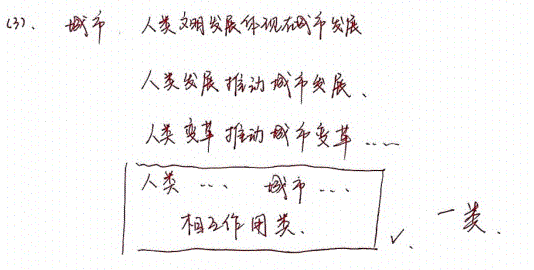 (3). 城市 人类文明发展体现在城市发展
人类发展推动城市发展、
人类变革推动城市变革……
人类 … 城市 …
相互作用类. ✓. 一类.